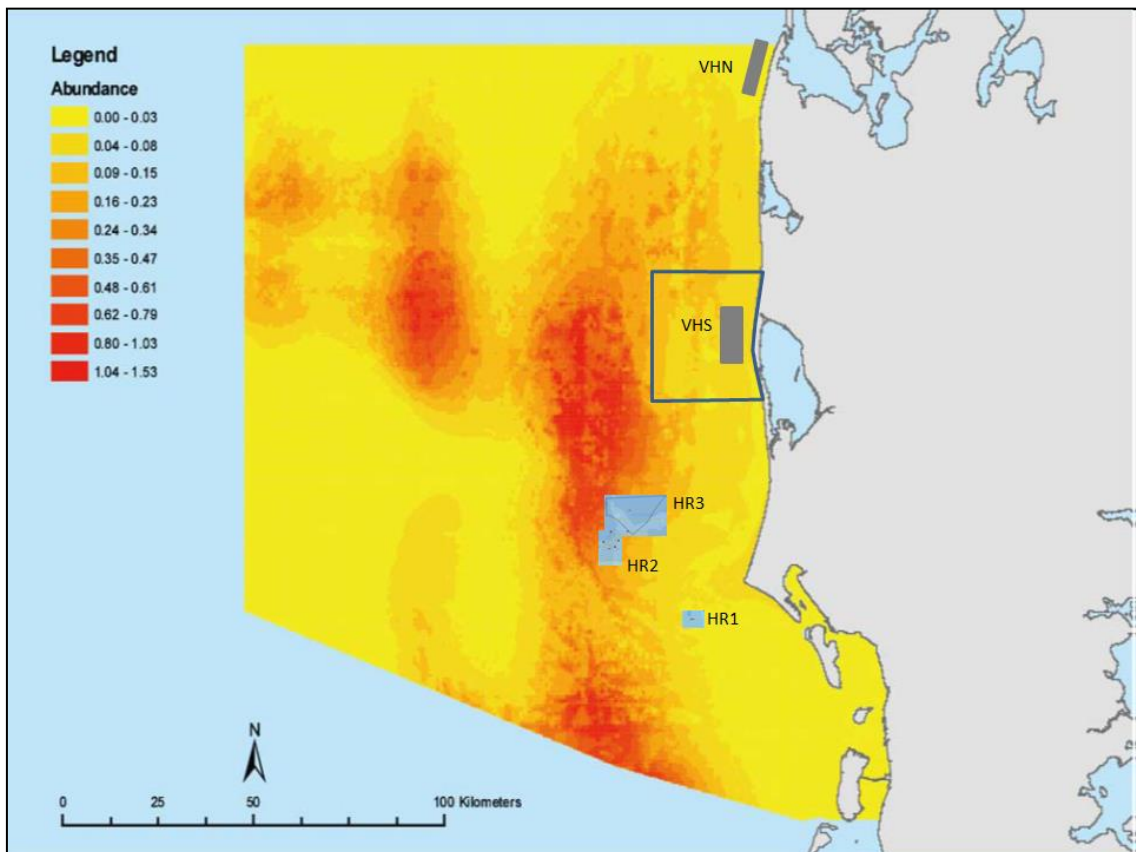 Legend
Abundance
0.00 - 0.03
0.04 - 0.08
0.09 - 0.15
0.16 - 0.23
0.24 - 0.34
0.35 - 0.47
0.48 - 0.61
0.62 - 0.79
0.80 - 1.03
1.04 - 1.53
VHN
VHS
HR3
HR2
HR1
N
0 25 50 100 Kilometers